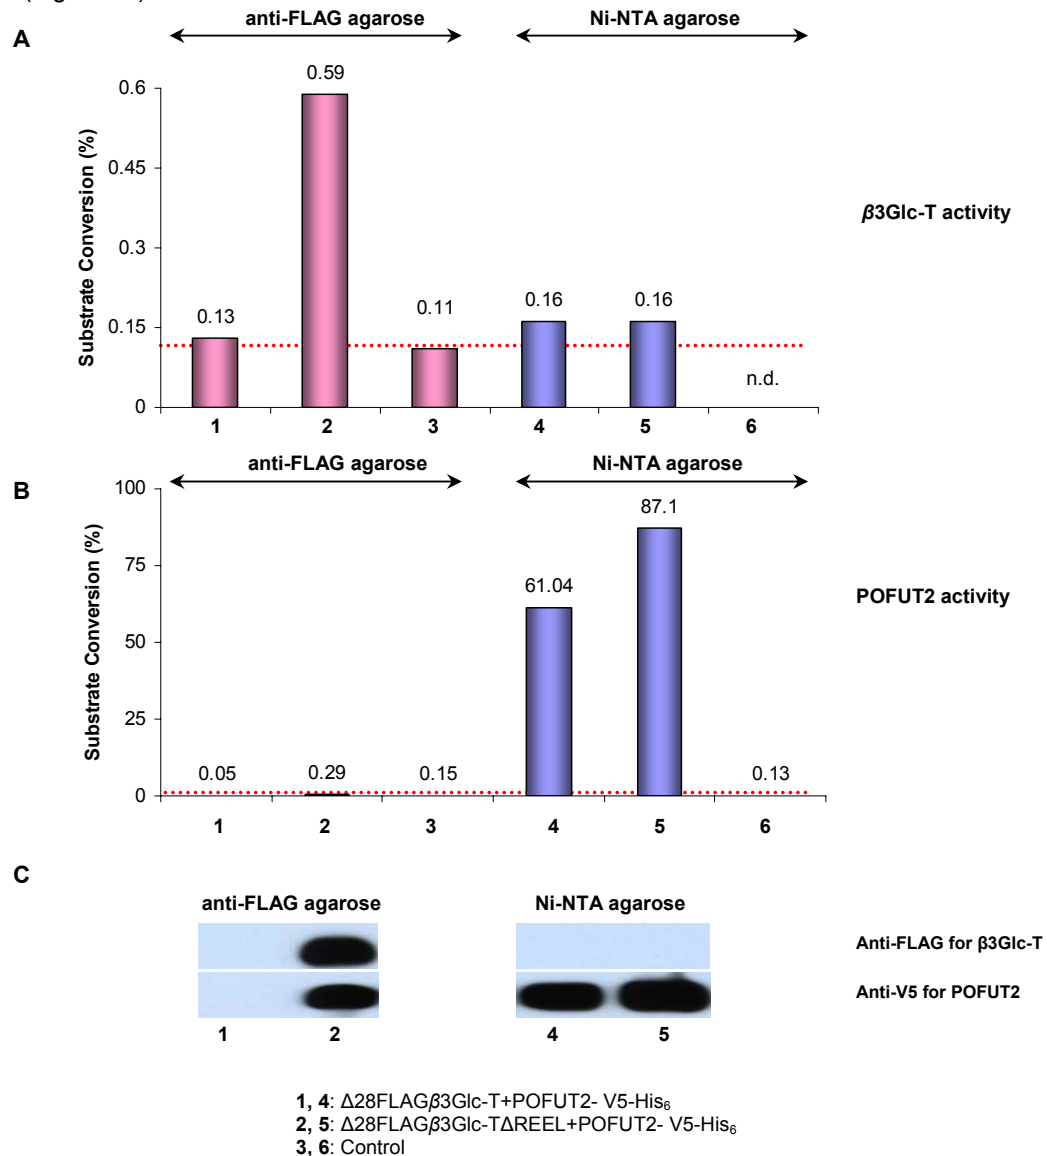 A
anti-FLAG agarose Ni-NTA agarose
Substrate Conversion (%)
0.6
0.45
0.3
0.15
0
0.13
0.59
0.11
0.16
0.16
n.d.
β3Glc-T activity
1 2 3 4 5 6
B
anti-FLAG agarose Ni-NTA agarose
Substrate Conversion (%)
100
75
50
25
0
0.05
0.29
0.15
61.04
87.1
0.13
POFUT2 activity
1 2 3 4 5 6
C
anti-FLAG agarose Ni-NTA agarose
Anti-FLAG for β3Glc-T
Anti-V5 for POFUT2
1 2 4 5
1, 4: Δ28FLAGβ3Glc-T+POFUT2- V5-His₆
2, 5: Δ28FLAGβ3Glc-TΔREEL+POFUT2- V5-His₆
3, 6: Control